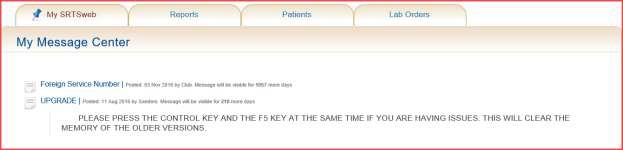 My SRTSweb Reports Patients Lab Orders
My Message Center
Foreign Service Number | Posted: 03 Nov 2016 by Club. Message will be visible for more days
UPGRADE | Posted: 11 Aug 2016 by Sanders. Message will be visible for more days
PLEASE PRESS THE CONTROL KEY AND THE F5 KEY AT THE SAME TIME IF YOU ARE HAVING ISSUES. THIS WILL CLEAR THE
MEMORY OF THE OLDER VERSIONS.